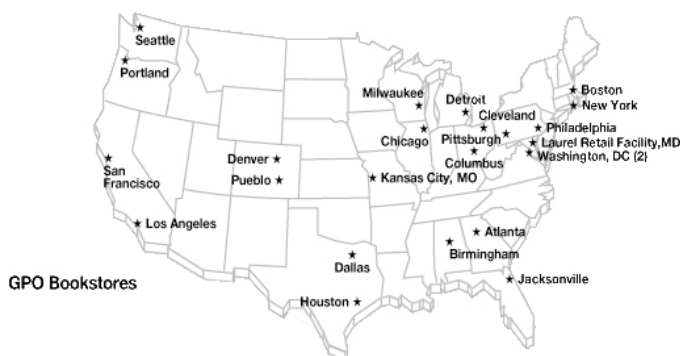 Seattle
Portland
Milwaukee
Detroit
Cleveland
Boston
New York
Chicago
Pittsburgh
Philadelphia
Laurel Retail Facility,MD
Washington, DC (2)
Columbus
Denver
Pueblo
Kansas City, MO
San
Francisco
Los Angeles
Atlanta
Birmingham
Dallas
Jacksonville
Houston
GPO Bookstores